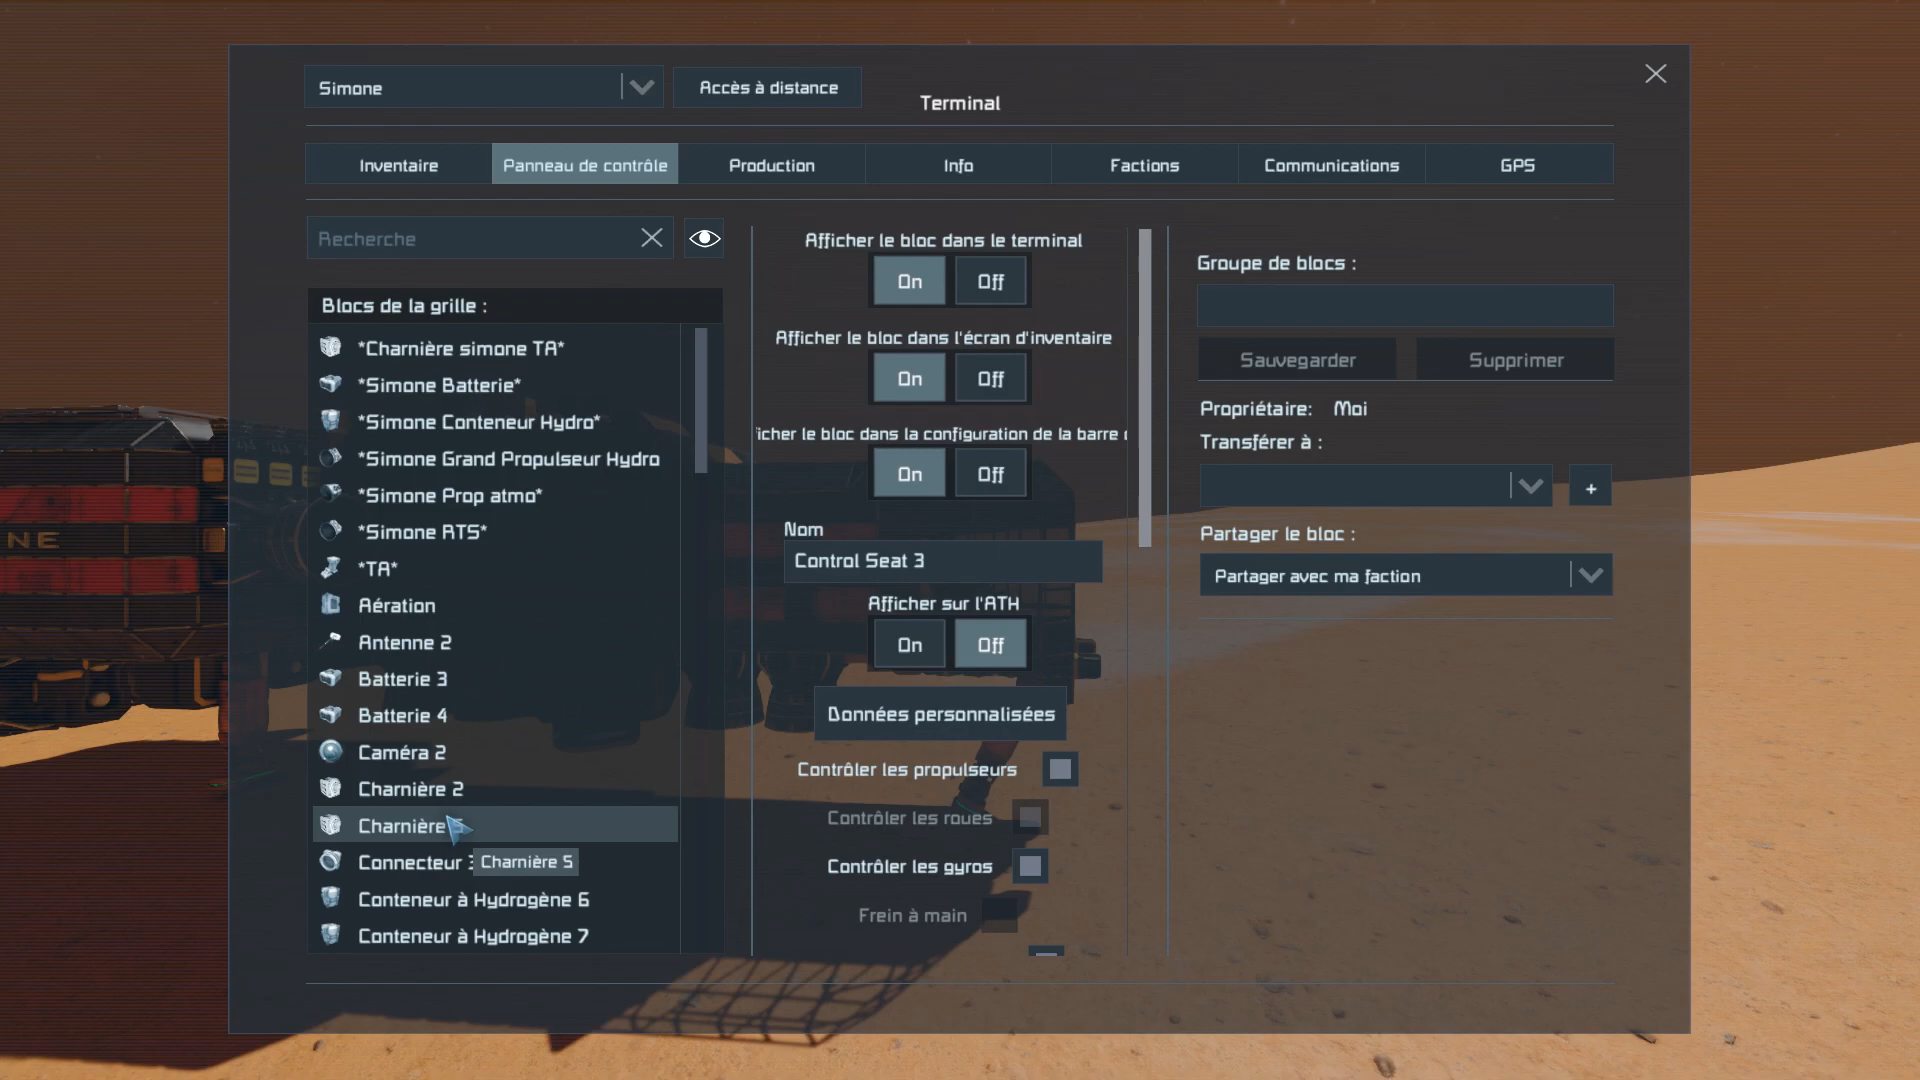 Simone
Accès à distance
Terminal
Inventaire
Panneau de contrôle
Production
Info
Factions
Communications
GPS
Recherche
Blocs de la grille :
*Charnière simone TA*
*Simone Batterie*
*Simone Conteneur Hydro*
*Simone Grand Propulseur Hydro
*Simone Prop atmo*
*Simone RTS*
*TA*
Aération
Antenne 2
Batterie 3
Batterie 4
Caméra 2
Charnière 2
Charnière
Connecteur
Charnière 5
Conteneur à Hydrogène 6
Conteneur à Hydrogène 7
Afficher le bloc dans le terminal
On Off
Afficher le bloc dans l'écran d'inventaire
On Off
icher le bloc dans la configuration de la barre
On Off
Nom
Control Seat 3
Afficher sur l'ATH
On Off
Données personnalisées
Contrôler les propulseurs
Contrôler les roues
Contrôler les gyros
Frein à main
Groupe de blocs :
Sauvegarder
Supprimer
Propriétaire: Moi
Transférer à :
+
Partager le bloc :
Partager avec ma faction
NE